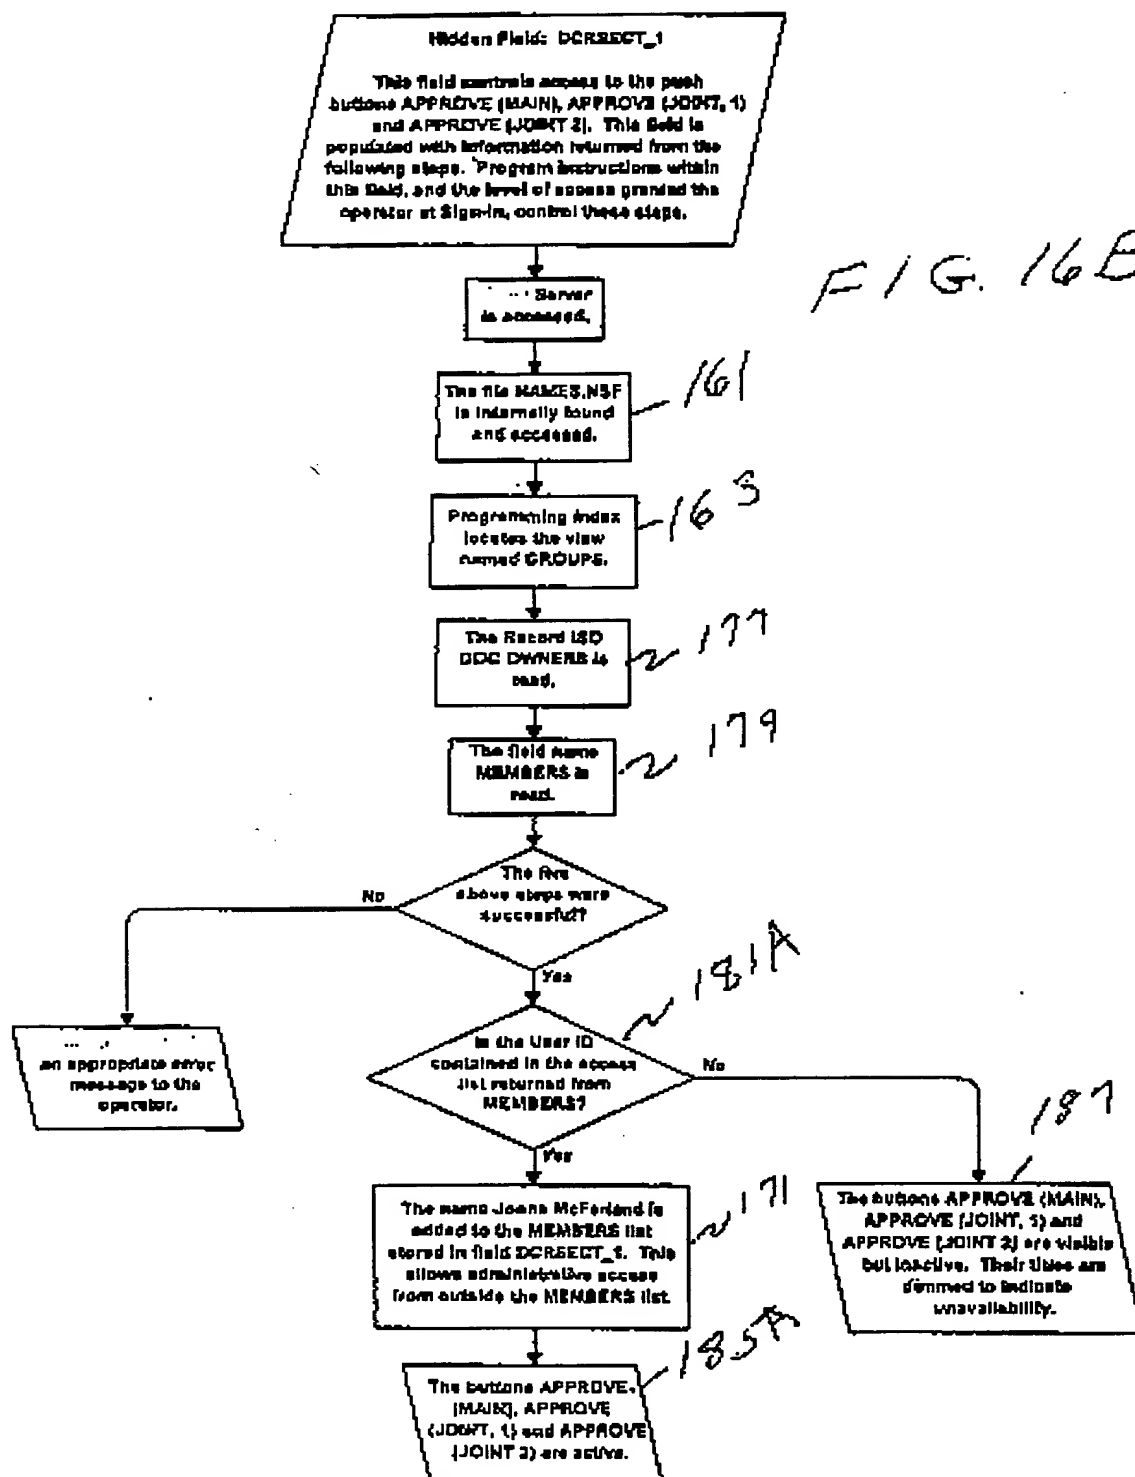 Hidden Field: DCRSECT_1
This field controls access to the push
buttons APPROVE (MAIN), APPROVE (JOINT, 1)
and APPROVE (JOINT 2). This field is
populated with information returned from the
following steps. Program instructions within
this field, and the level of access granted the
operator at Sign-in, control these steps.
FIG. 16B
Server
is accessed.
The file NAMES.NSF
is internally found
and accessed.
161
Programming index
locates the view
named GROUPS.
163
The Record ISD
DOC OWNERS is
read.
177
The field name
MEMBERS is
read.
179
The five
above steps were
successful?
No
Yes
an appropriate error
message to the
operator.
Is the User ID
contained in the access
list returned from
MEMBERS?
181A
No
Yes
The name Joana McFarland is
added to the MEMBERS list
stored in field DCRSECT_1. This
allows administrative access
from outside the MEMBERS list.
171
The buttons APPROVE (MAIN),
APPROVE (JOINT, 1) and
APPROVE (JOINT 2) are visible
but inactive. Their titles are
dimmed to indicate
unavailability.
187
The buttons APPROVE,
(MAIN), APPROVE
(JOINT, 1) and APPROVE
(JOINT 2) are active.
185A